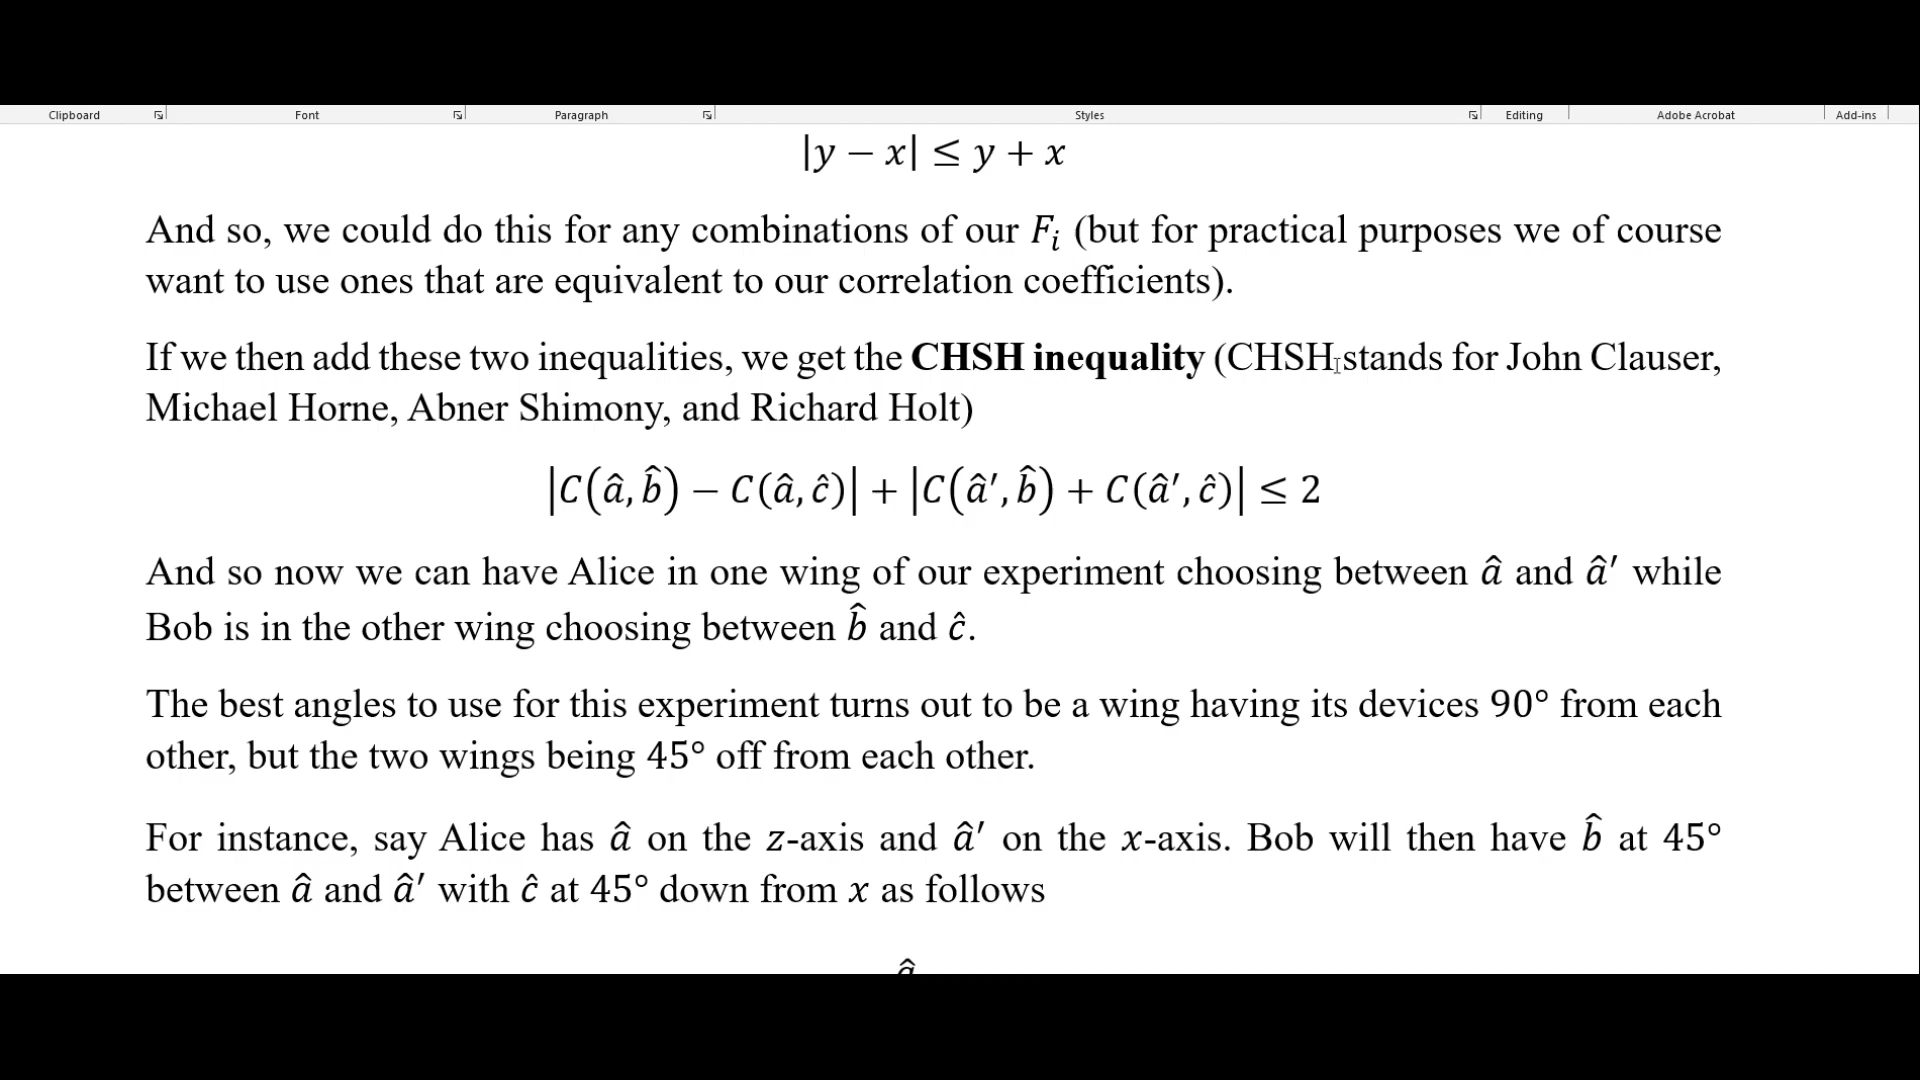 Clipboard Font Paragraph Styles Editing Adobe Acrobat Add-ins
|y − x| ≤ y + x
And so, we could do this for any combinations of our Fᵢ (but for practical purposes we of course
want to use ones that are equivalent to our correlation coefficients).
If we then add these two inequalities, we get the CHSH inequality (CHSH stands for John Clauser,
Michael Horne, Abner Shimony, and Richard Holt)
|C(â, b̂) − C(â, ĉ)| + |C(â′, b̂) + C(â′, ĉ)| ≤ 2
And so now we can have Alice in one wing of our experiment choosing between â and â′ while
Bob is in the other wing choosing between b̂ and ĉ.
The best angles to use for this experiment turns out to be a wing having its devices 90° from each
other, but the two wings being 45° off from each other.
For instance, say Alice has â on the z-axis and â′ on the x-axis. Bob will then have b̂ at 45°
between â and â′ with ĉ at 45° down from x as follows
â